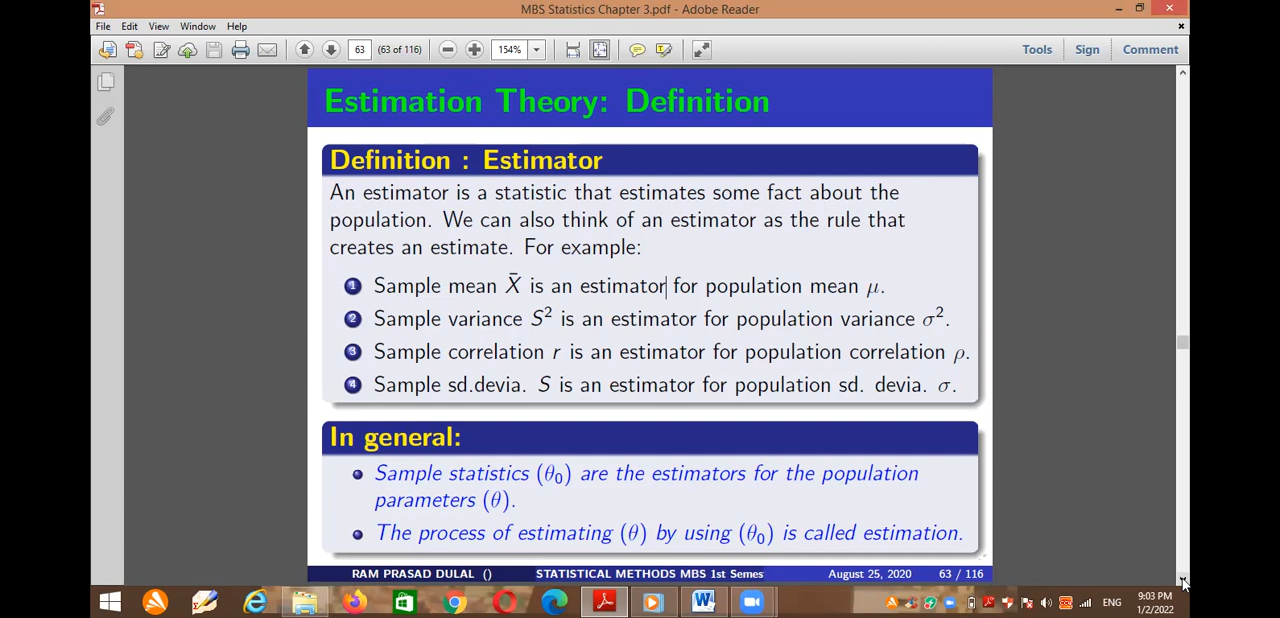 MBS Statistics Chapter 3.pdf - Adobe Reader
File Edit View Window Help
63 (63 of 116) 154% Tools Sign Comment
Estimation Theory: Definition
Definition : Estimator
An estimator is a statistic that estimates some fact about the
population. We can also think of an estimator as the rule that
creates an estimate. For example:
1 Sample mean X̄ is an estimator for population mean μ.
2 Sample variance S² is an estimator for population variance σ².
3 Sample correlation r is an estimator for population correlation ρ.
4 Sample sd.devia. S is an estimator for population sd. devia. σ.
In general:
Sample statistics (θ₀) are the estimators for the population
parameters (θ).
The process of estimating (θ) by using (θ₀) is called estimation.
RAM PRASAD DULAL () STATISTICAL METHODS MBS 1st Semes August 25, 2020 63 / 116
ENG
9:03 PM
1/2/2022